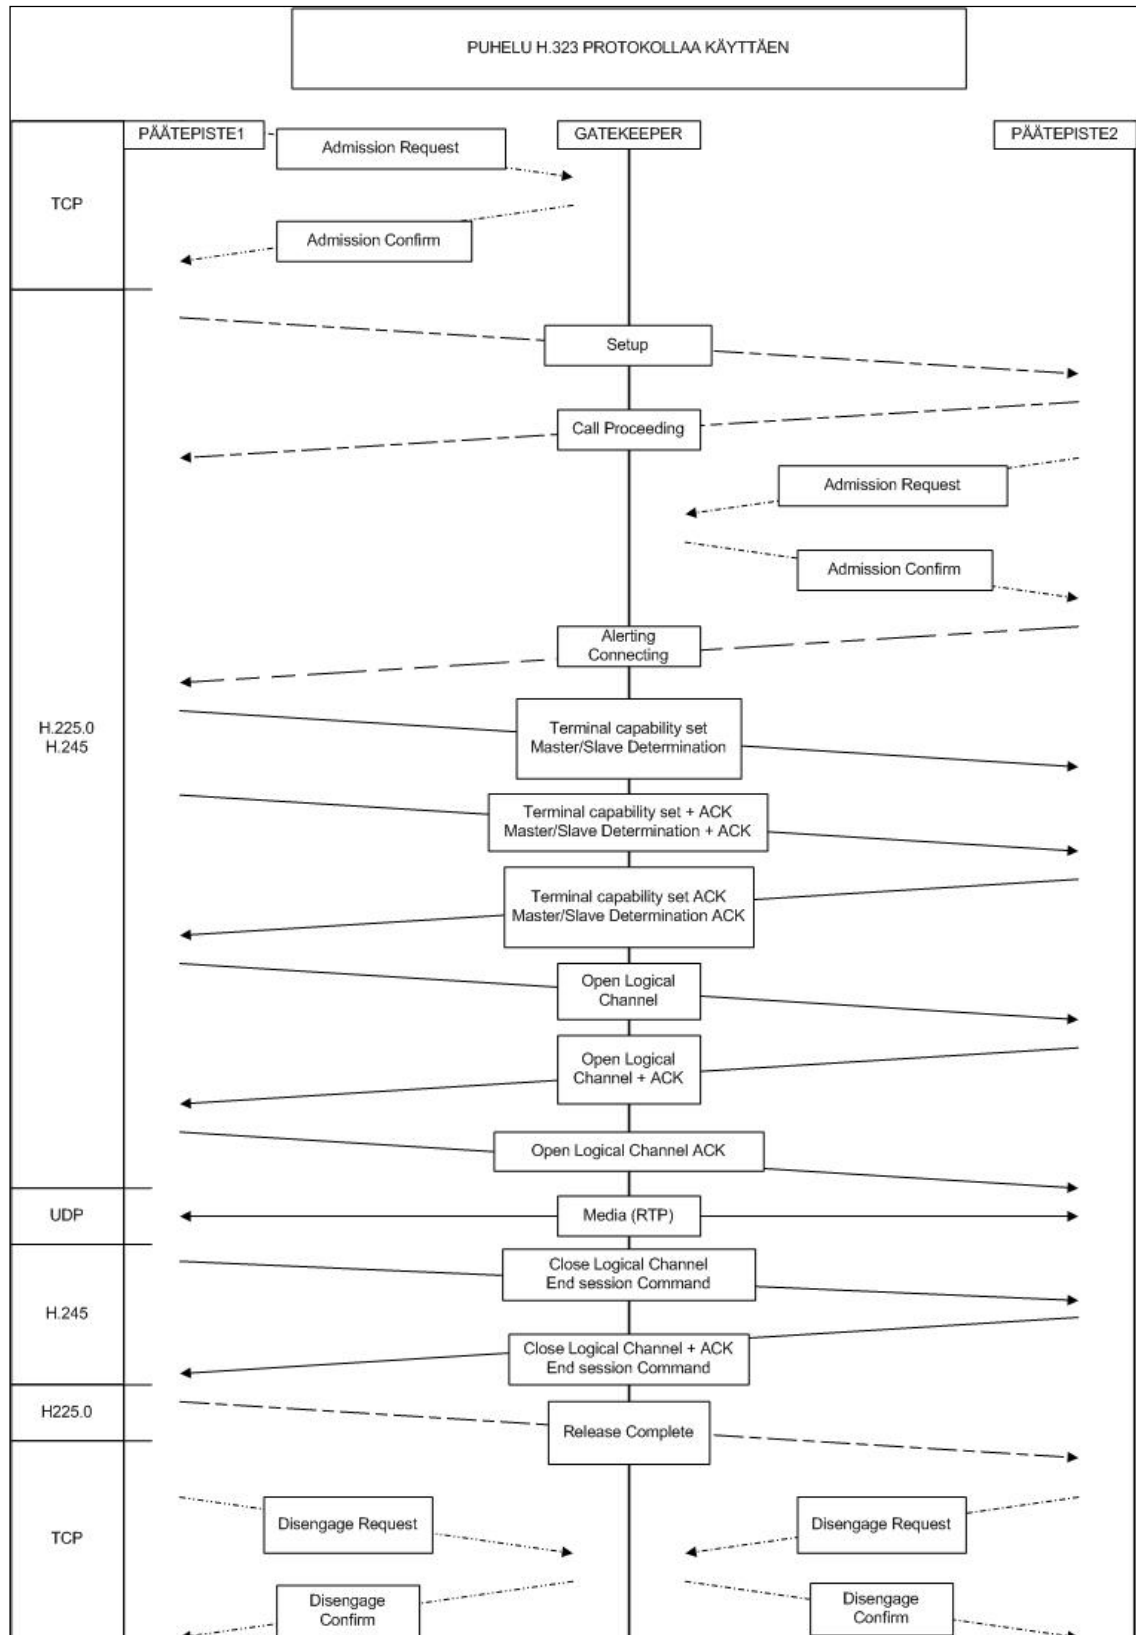 PUHELU H.323 PROTOKOLLAA KÄYTTÄEN
PÄÄTEPISTE1
GATEKEEPER
PÄÄTEPISTE2
TCP
Admission Request
Admission Confirm
H.225.0
H.245
Setup
Call Proceeding
Admission Request
Admission Confirm
Alerting
Connecting
Terminal capability set
Master/Slave Determination
Terminal capability set + ACK
Master/Slave Determination + ACK
Terminal capability set ACK
Master/Slave Determination ACK
Open Logical
Channel
Open Logical
Channel + ACK
Open Logical Channel ACK
UDP
Media (RTP)
H.245
Close Logical Channel
End session Command
Close Logical Channel + ACK
End session Command
H225.0
Release Complete
TCP
Disengage Request
Disengage Request
Disengage
Confirm
Disengage
Confirm